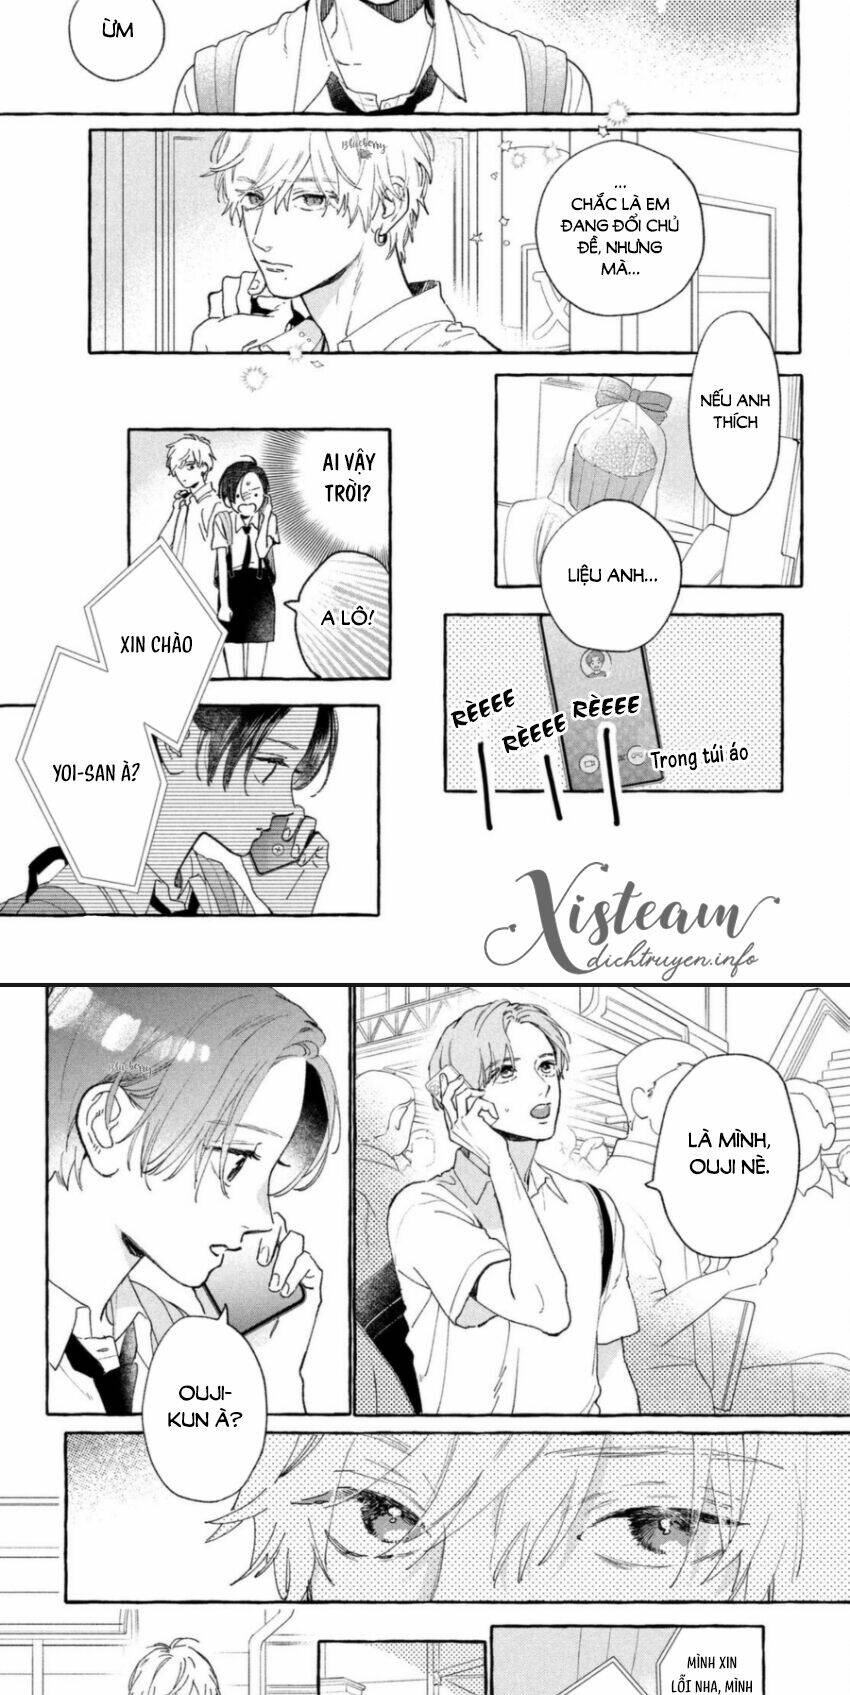 ỪM
Blueberry
...
CHẮC LÀ EM
ĐANG ĐỔI CHỦ
ĐỀ, NHƯNG
MÀ...
NẾU ANH
THÍCH
LIỆU ANH...
RÈEEE
RÈEEE
RÈEEE
Trong túi áo
AI VẬY
TRỜI?
A LÔ!
XIN CHÀO
YOI-SAN À?
Xisteam
dichtruyen.info
Blueberry
LÀ MÌNH,
OUJI NÈ.
OUJI-
KUN À?
MÌNH XIN
LỖI NHA, MÌNH